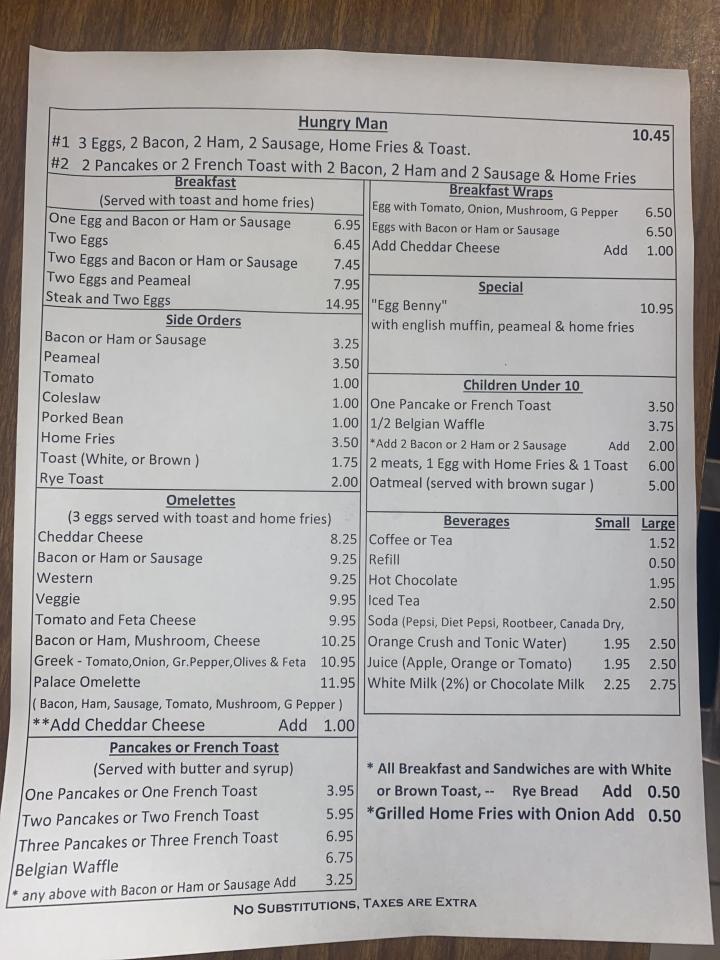 Hungry Man
10.45
#1 3 Eggs, 2 Bacon, 2 Ham, 2 Sausage, Home Fries & Toast.
#2 2 Pancakes or 2 French Toast with 2 Bacon, 2 Ham and 2 Sausage & Home Fries
Breakfast
(Served with toast and home fries)
One Egg and Bacon or Ham or Sausage 6.95
Two Eggs 6.45
Two Eggs and Bacon or Ham or Sausage 7.45
Two Eggs and Peameal 7.95
Steak and Two Eggs 14.95
Side Orders
Bacon or Ham or Sausage 3.25
Peameal 3.50
Tomato 1.00
Coleslaw 1.00
Porked Bean 1.00
Home Fries 3.50
Toast (White, or Brown ) 1.75
Rye Toast 2.00
Omelettes
(3 eggs served with toast and home fries)
Cheddar Cheese 8.25
Bacon or Ham or Sausage 9.25
Western 9.25
Veggie 9.95
Tomato and Feta Cheese 9.95
Bacon or Ham, Mushroom, Cheese 10.25
Greek - Tomato,Onion, Gr.Pepper,Olives & Feta 10.95
Palace Omelette 11.95
( Bacon, Ham, Sausage, Tomato, Mushroom, G Pepper )
**Add Cheddar Cheese Add 1.00
Pancakes or French Toast
(Served with butter and syrup)
One Pancakes or One French Toast 3.95
Two Pancakes or Two French Toast 5.95
Three Pancakes or Three French Toast 6.95
Belgian Waffle 6.75
* any above with Bacon or Ham or Sausage Add 3.25
Breakfast Wraps
Egg with Tomato, Onion, Mushroom, G Pepper 6.50
Eggs with Bacon or Ham or Sausage 6.50
Add Cheddar Cheese Add 1.00
Special
"Egg Benny" 10.95
with english muffin, peameal & home fries
Children Under 10
One Pancake or French Toast 3.50
1/2 Belgian Waffle 3.75
*Add 2 Bacon or 2 Ham or 2 Sausage Add 2.00
2 meats, 1 Egg with Home Fries & 1 Toast 6.00
Oatmeal (served with brown sugar ) 5.00
Beverages Small Large
Coffee or Tea 1.52
Refill 0.50
Hot Chocolate 1.95
Iced Tea 2.50
Soda (Pepsi, Diet Pepsi, Rootbeer, Canada Dry,
Orange Crush and Tonic Water) 1.95 2.50
Juice (Apple, Orange or Tomato) 1.95 2.50
White Milk (2%) or Chocolate Milk 2.25 2.75
* All Breakfast and Sandwiches are with White
or Brown Toast, -- Rye Bread Add 0.50
*Grilled Home Fries with Onion Add 0.50
No Substitutions, Taxes are Extra